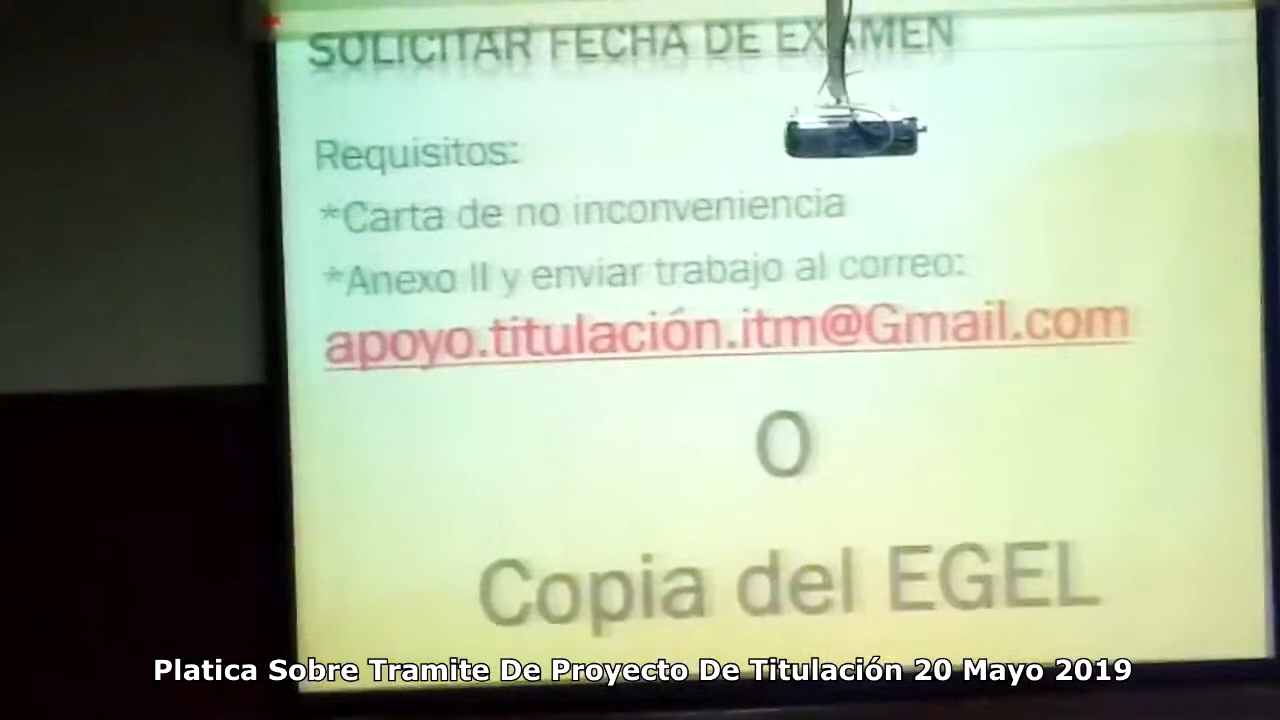 SOLICITAR FECHA DE EXAMEN
Requisitos:
*Carta de no inconveniencia
*Anexo II y enviar trabajo al correo:
apoyo.titulación.itm@Gmail.com
O
Copia del EGEL
Platica Sobre Tramite De Proyecto De Titulación 20 Mayo 2019